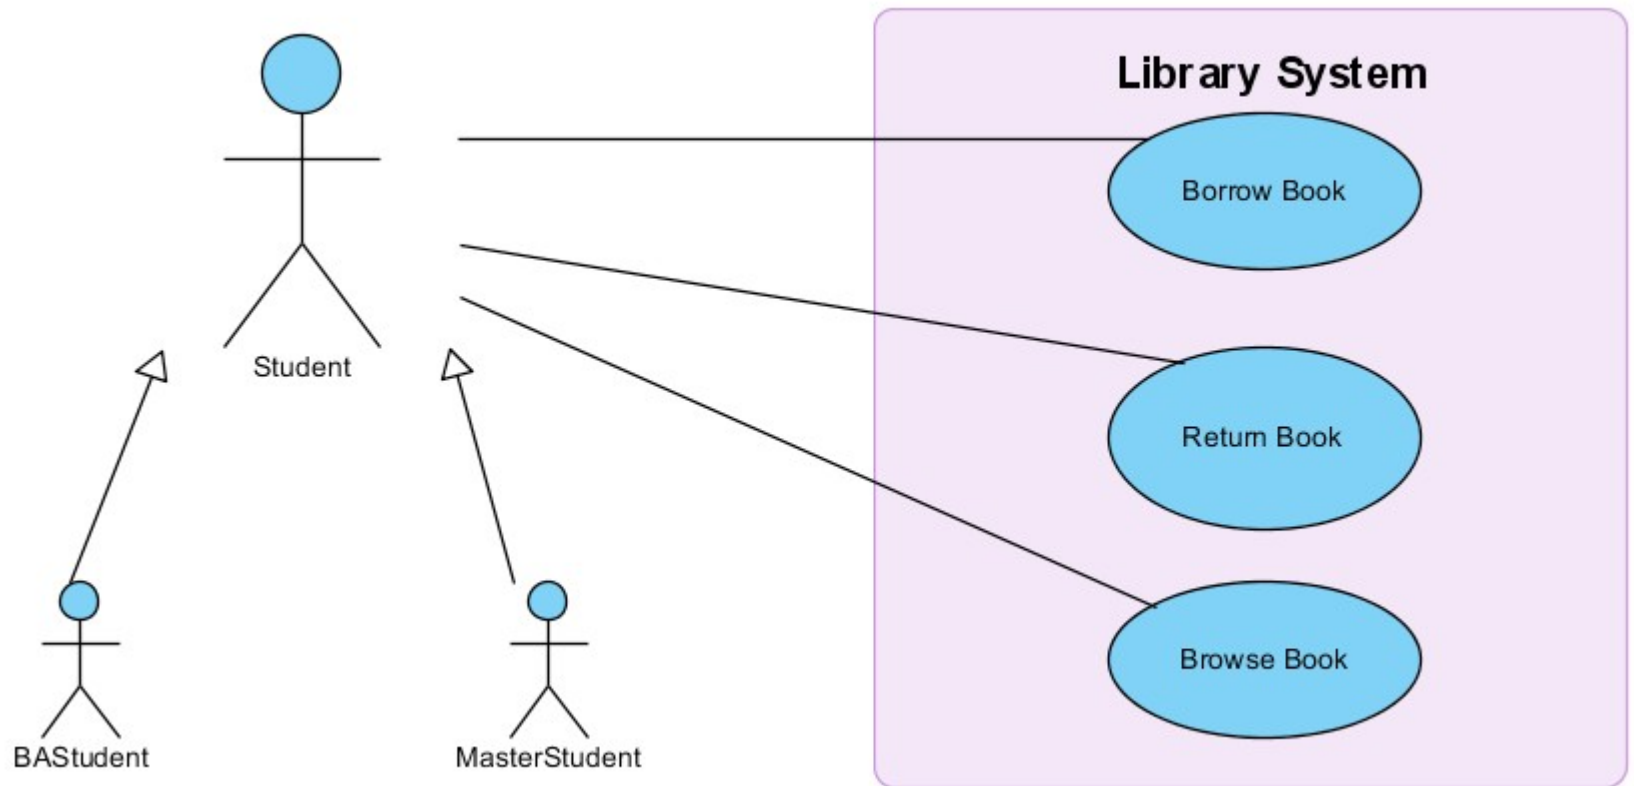 Library System
Borrow Book
Student
Return Book
Browse Book
BAStudent
MasterStudent